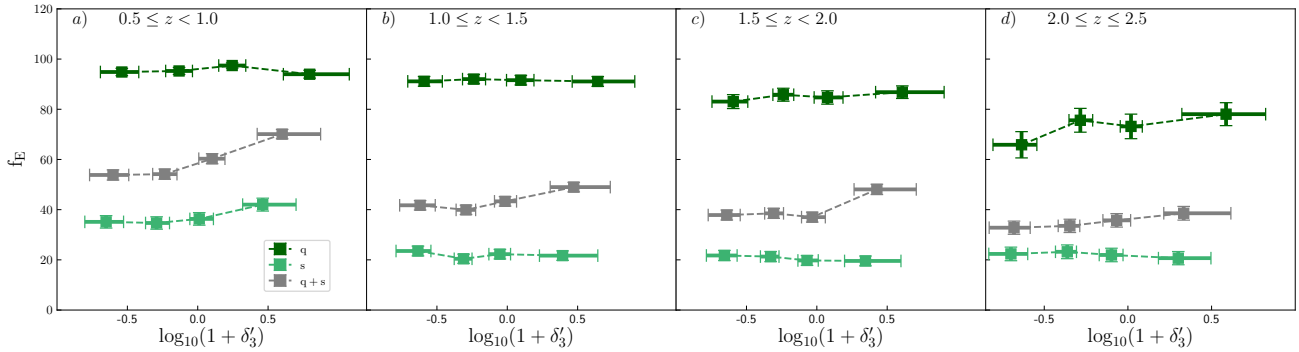 a) 0.5 ≤ z < 1.0
b) 1.0 ≤ z < 1.5
c) 1.5 ≤ z < 2.0
d) 2.0 ≤ z ≤ 2.5
120
100
80
60
40
20
0
f_E
q
s
q + s
-0.5 0.0 0.5
-0.5 0.0 0.5
-0.5 0.0 0.5
-0.5 0.0 0.5
log₁₀(1 + δ′₃)
log₁₀(1 + δ′₃)
log₁₀(1 + δ′₃)
log₁₀(1 + δ′₃)